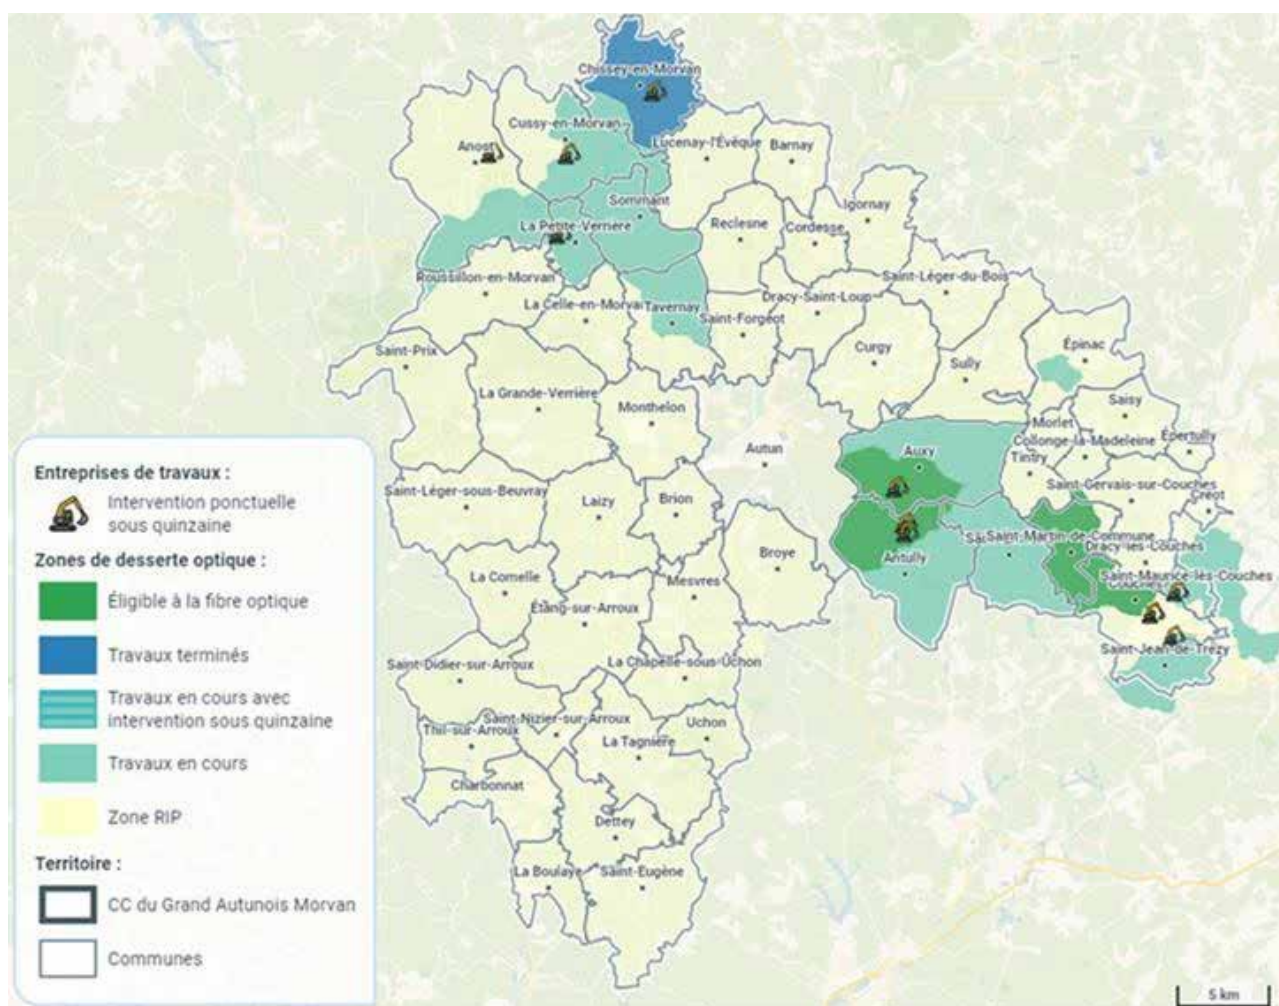 Chissey-en-Morvan
Cussy-en-Morvan
Anost
Lucenay-l'Évêque
Barnay
Sommant
Igornay
La Petite-Verrière
Reclesne
Cordesse
Roussillon-en-Morvan
Saint-Léger-du-Bois
La Celle-en-Morvan
Tavernay
Dracy-Saint-Loup
Saint-Forgeot
Saint-Prix
Curgy
Épinac
Sully
La Grande-Verrière
Monthelon
Saisy
Morlet
Autun
Auxy
Collonge-la-Madeleine
Épertully
Tintry
Saint-Léger-sous-Beuvray
Laizy
Brion
Saint-Gervais-sur-Couches
Créot
Saint-Martin-de-Commune
Broye
Antully
Dracy-lès-Couches
La Comelle
Mesvres
Saint-Maurice-lès-Couches
Couches
Étang-sur-Arroux
Saint-Jean-de-Trézy
Saint-Didier-sur-Arroux
La Chapelle-sous-Uchon
Saint-Nizier-sur-Arroux
Uchon
Thil-sur-Arroux
La Tagnière
Charbonnat
Dettey
La Boulaye
Saint-Eugène
Entreprises de travaux :
Intervention ponctuelle
sous quinzaine
Zones de desserte optique :
Éligible à la fibre optique
Travaux terminés
Travaux en cours avec
intervention sous quinzaine
Travaux en cours
Zone RIP
Territoire :
CC du Grand Autunois Morvan
Communes
5 km